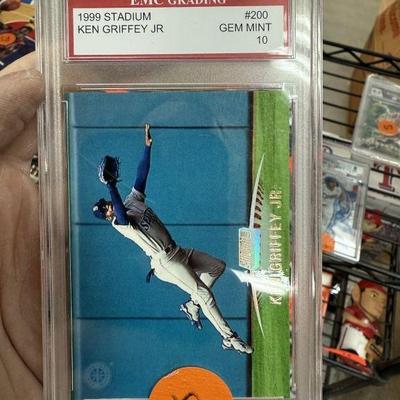 EMC GRADING
1999 STADIUM #200
KEN GRIFFEY JR GEM MINT
10
KEN GRIFFEY JR.